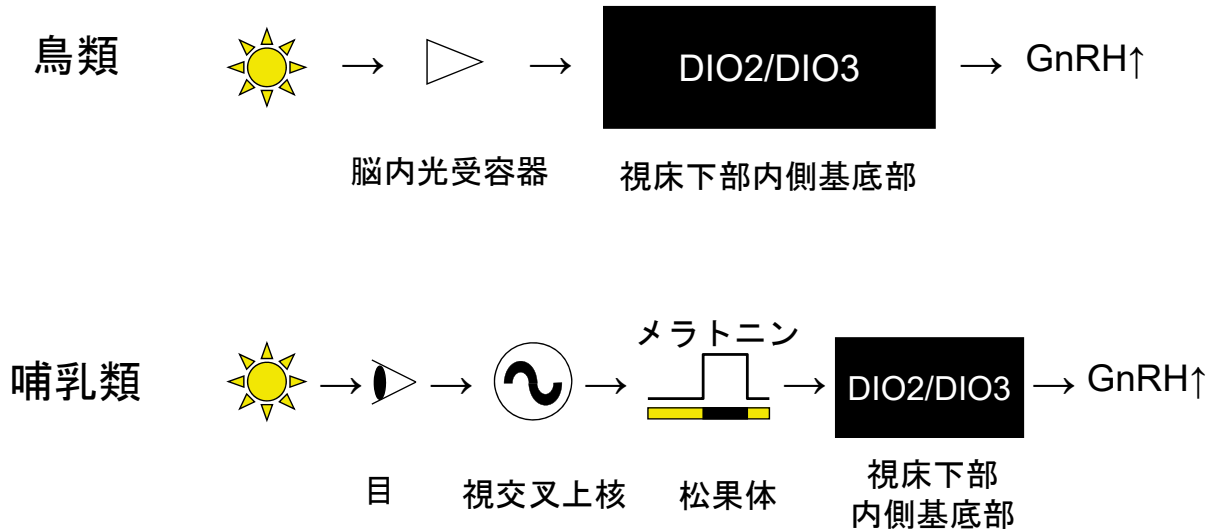 鳥類
→
→
DIO2/DIO3
→ GnRH↑
脳内光受容器
視床下部内側基底部
哺乳類
→
→
→
メラトニン
→
DIO2/DIO3
→ GnRH↑
目
視交叉上核
松果体
視床下部
内側基底部